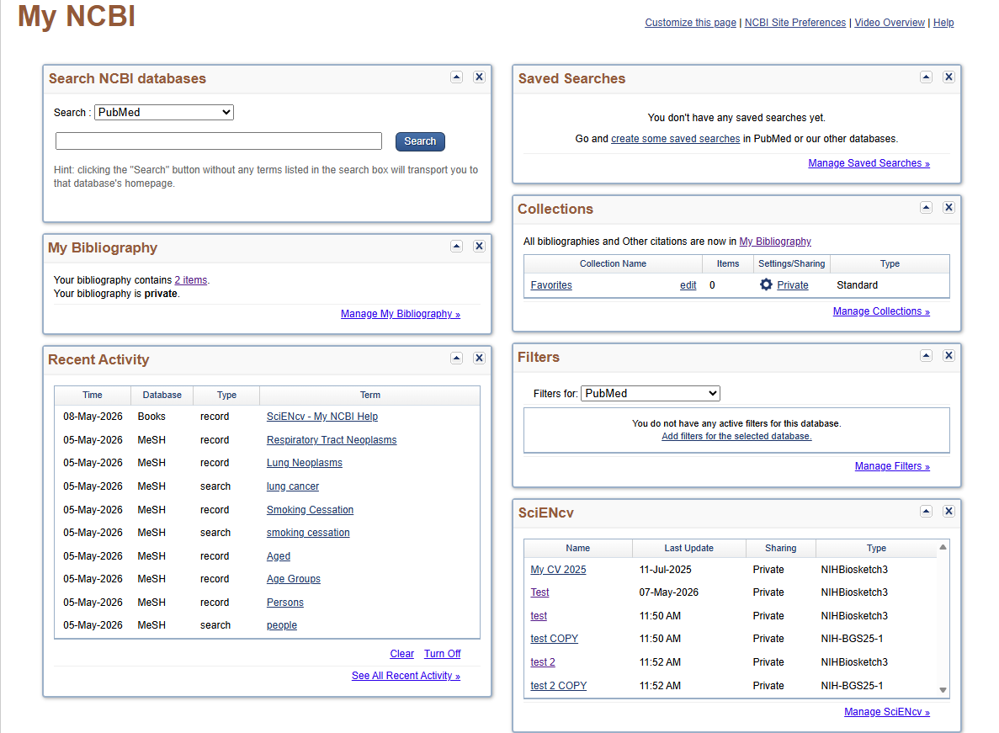 My NCBI
Customize this page | NCBI Site Preferences | Video Overview | Help
Search NCBI databases
Search : PubMed
Search
Hint: clicking the "Search" button without any terms listed in the search box will transport you to
that database's homepage.
My Bibliography
Your bibliography contains 2 items.
Your bibliography is private.
Manage My Bibliography »
Recent Activity
Time Database Type Term
08-May-2026 Books record SciENcv - My NCBI Help
05-May-2026 MeSH record Respiratory Tract Neoplasms
05-May-2026 MeSH record Lung Neoplasms
05-May-2026 MeSH search lung cancer
05-May-2026 MeSH record Smoking Cessation
05-May-2026 MeSH search smoking cessation
05-May-2026 MeSH record Aged
05-May-2026 MeSH record Age Groups
05-May-2026 MeSH record Persons
05-May-2026 MeSH search people
Clear Turn Off
See All Recent Activity »
Saved Searches
You don't have any saved searches yet.
Go and create some saved searches in PubMed or our other databases.
Manage Saved Searches »
Collections
All bibliographies and Other citations are now in My Bibliography
Collection Name Items Settings/Sharing Type
Favorites edit 0 Private Standard
Manage Collections »
Filters
Filters for: PubMed
You do not have any active filters for this database.
Add filters for the selected database.
Manage Filters »
SciENcv
Name Last Update Sharing Type
My CV 2025 11-Jul-2025 Private NIHBiosketch3
Test 07-May-2026 Private NIHBiosketch3
test 11:50 AM Private NIHBiosketch3
test COPY 11:50 AM Private NIH-BGS25-1
test 2 11:52 AM Private NIHBiosketch3
test 2 COPY 11:52 AM Private NIH-BGS25-1
Manage SciENcv »